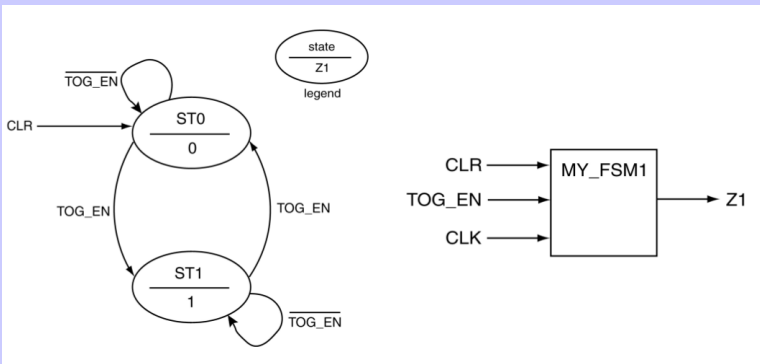 state
Z1
legend
TOG_EN
CLR
ST0
0
TOG_EN
TOG_EN
ST1
1
TOG_EN
CLR
TOG_EN
CLK
MY_FSM1
Z1